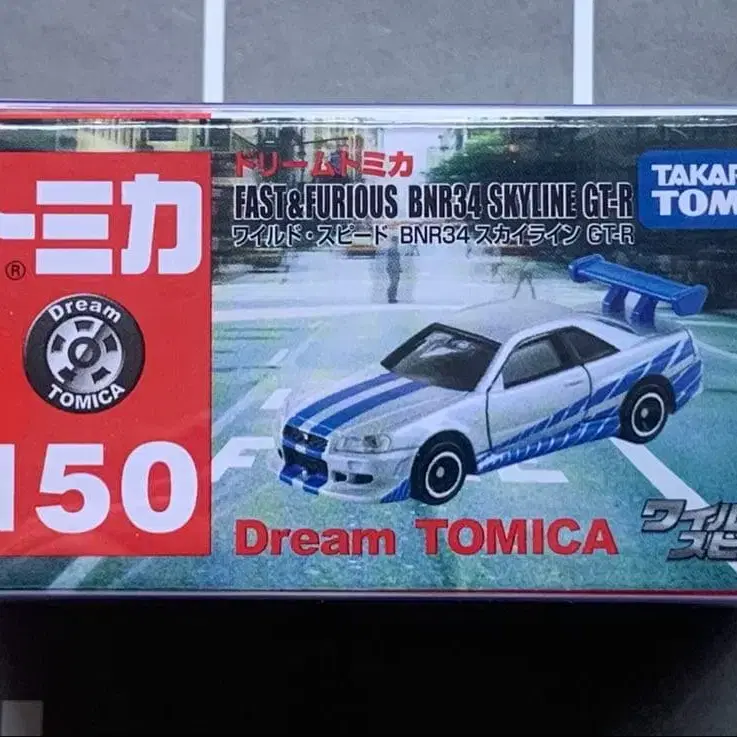 トミカ
®
Dream
TOMICA
150
ドリームトミカ
FAST&FURIOUS BNR34 SKYLINE GT-R
ワイルド・スピード BNR34 スカイライン GT-R
TAKAR
TOM
Dream TOMICA
ワイル
スピ